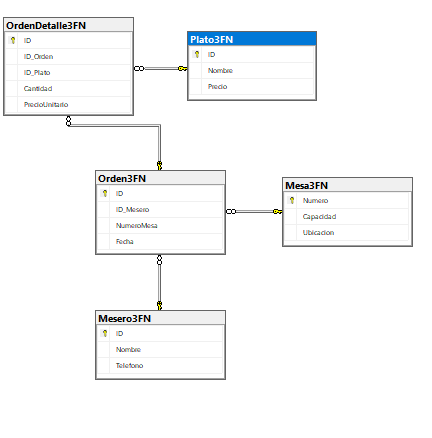 OrdenDetalle3FN
ID
ID_Orden
ID_Plato
Cantidad
PrecioUnitario
Plato3FN
ID
Nombre
Precio
Orden3FN
ID
ID_Mesero
NumeroMesa
Fecha
Mesa3FN
Numero
Capacidad
Ubicacion
Mesero3FN
ID
Nombre
Telefono